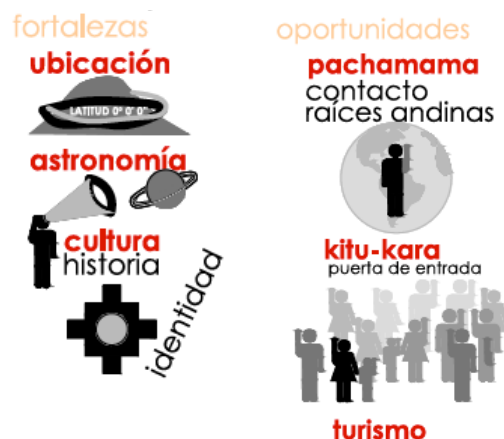 fortalezas
ubicación
LATITUD 0º 0' 0"
astronomía
cultura
historia
identidad
oportunidades
pachamama
contacto
raíces andinas
kitu-kara
puerta de entrada
turismo